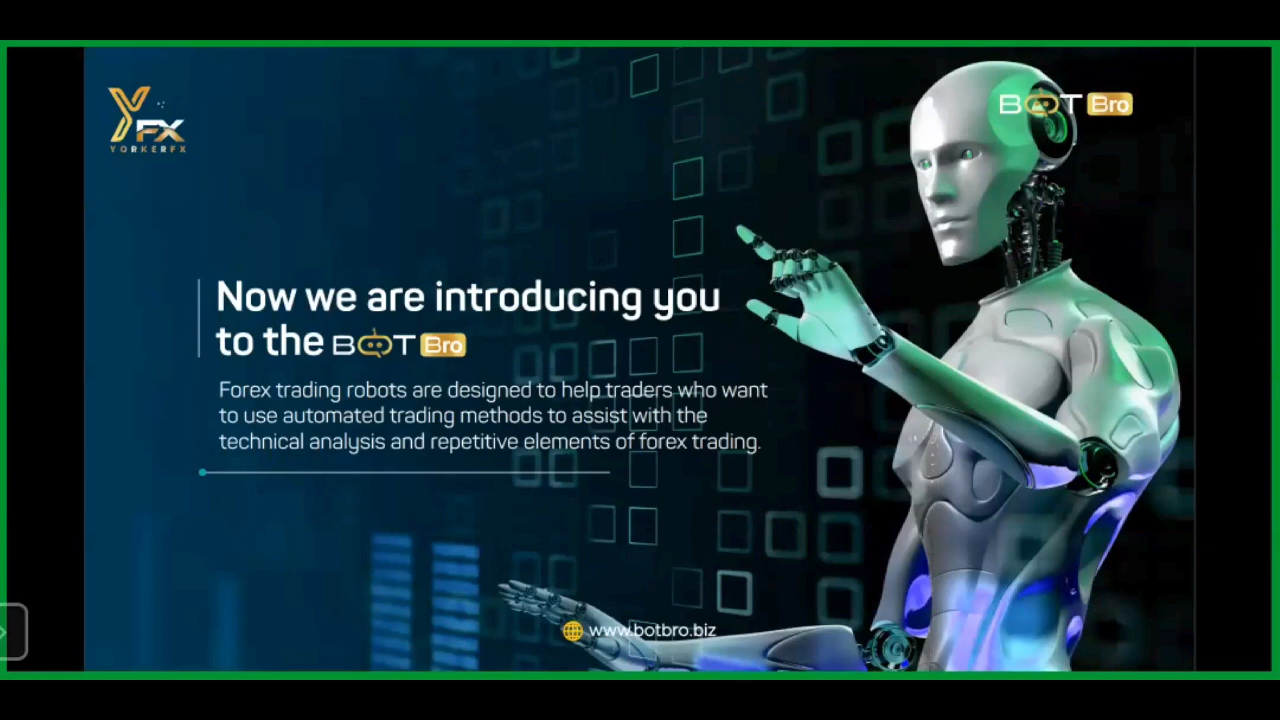 YFX
YORKERFX
BOT Bro
Now we are introducing you
to the BOT Bro
Forex trading robots are designed to help traders who want
to use automated trading methods to assist with the
technical analysis and repetitive elements of forex trading.
www.botbro.biz